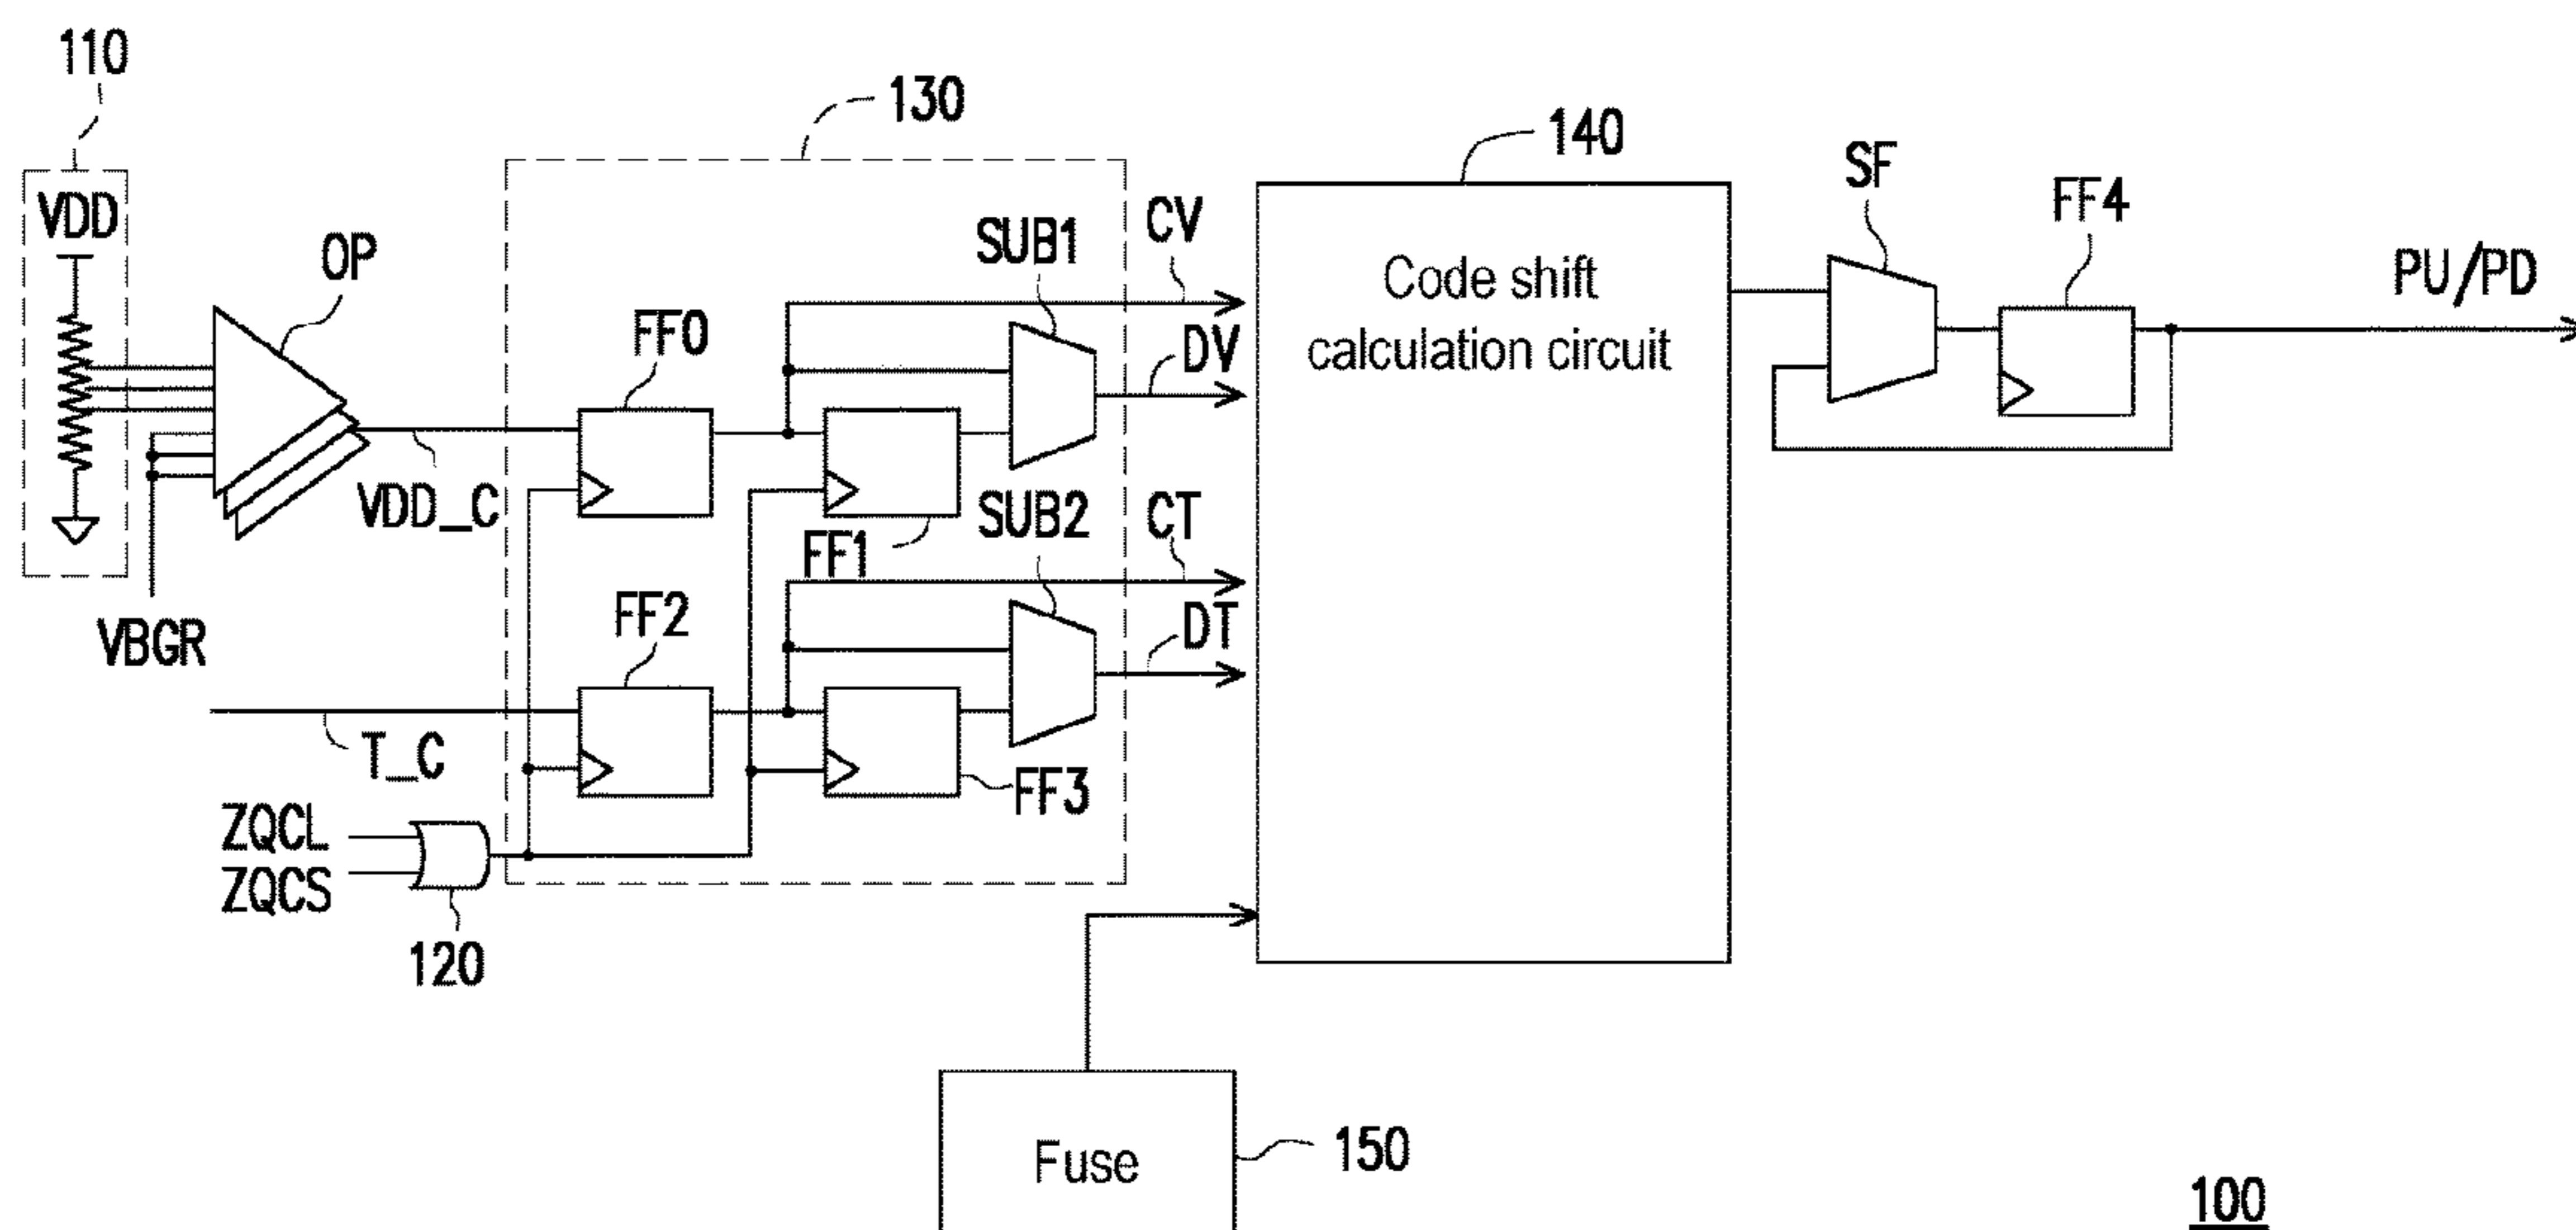 110
130
140
VDD
OP
SUB1
CV
SF
FF4
FF0
DV
Code shift
calculation circuit
PU/PD
VDD_C
FF1
SUB2
CT
VBGR
FF2
DT
T_C
FF3
ZQCL
ZQCS
120
Fuse
150
100